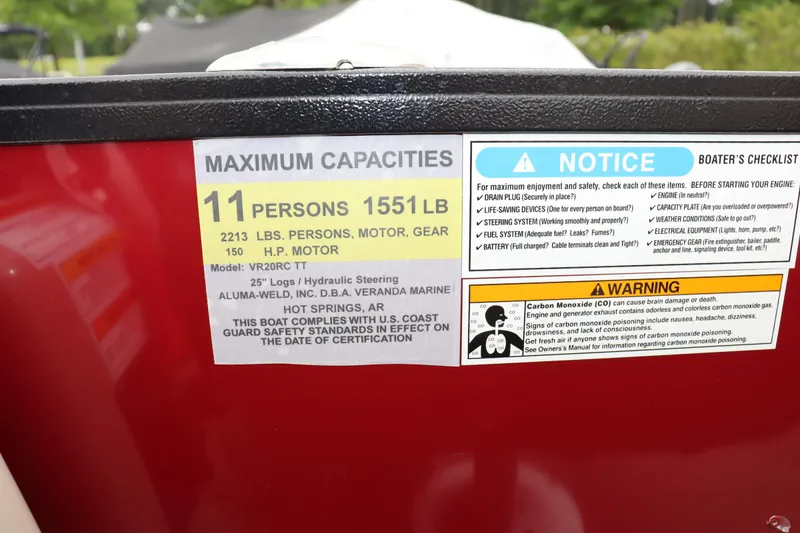 MAXIMUM CAPACITIES
11 PERSONS 1551 LB
2213 LBS. PERSONS, MOTOR, GEAR
150 H.P. MOTOR
Model: VR20RC TT
25" Logs / Hydraulic Steering
ALUMA-WELD, INC. D.B.A. VERANDA MARINE
HOT SPRINGS, AR
THIS BOAT COMPLIES WITH U.S. COAST
GUARD SAFETY STANDARDS IN EFFECT ON
THE DATE OF CERTIFICATION
NOTICE BOATER'S CHECKLIST
For maximum enjoyment and safety, check each of these items. BEFORE STARTING YOUR ENGINE:
✔ DRAIN PLUG (Securely in place?)
✔ LIFE-SAVING DEVICES (One for every person on board?)
✔ STEERING SYSTEM (Working smoothly and properly?)
✔ FUEL SYSTEM (Adequate fuel? Leaks? Fumes?)
✔ BATTERY (Full charged? Cable terminals clean and Tight?)
✔ ENGINE (In neutral?)
✔ CAPACITY PLATE (Are you overloaded or overpowered?)
✔ WEATHER CONDITIONS (Safe to go out?)
✔ ELECTRICAL EQUIPMENT (Lights, horn, pump, etc?)
✔ EMERGENCY GEAR (Fire extinguisher, bailer, paddle,
anchor and line, signaling device, tool kit, etc?)
WARNING
Carbon Monoxide (CO) can cause brain damage or death.
Engine and generator exhaust contains odorless and colorless carbon monoxide gas.
Signs of carbon monoxide poisoning include nausea, headache, dizziness,
drowsiness, and lack of consciousness.
Get fresh air if anyone shows signs of carbon monoxide poisoning.
See Owner's Manual for information regarding carbon monoxide poisoning.